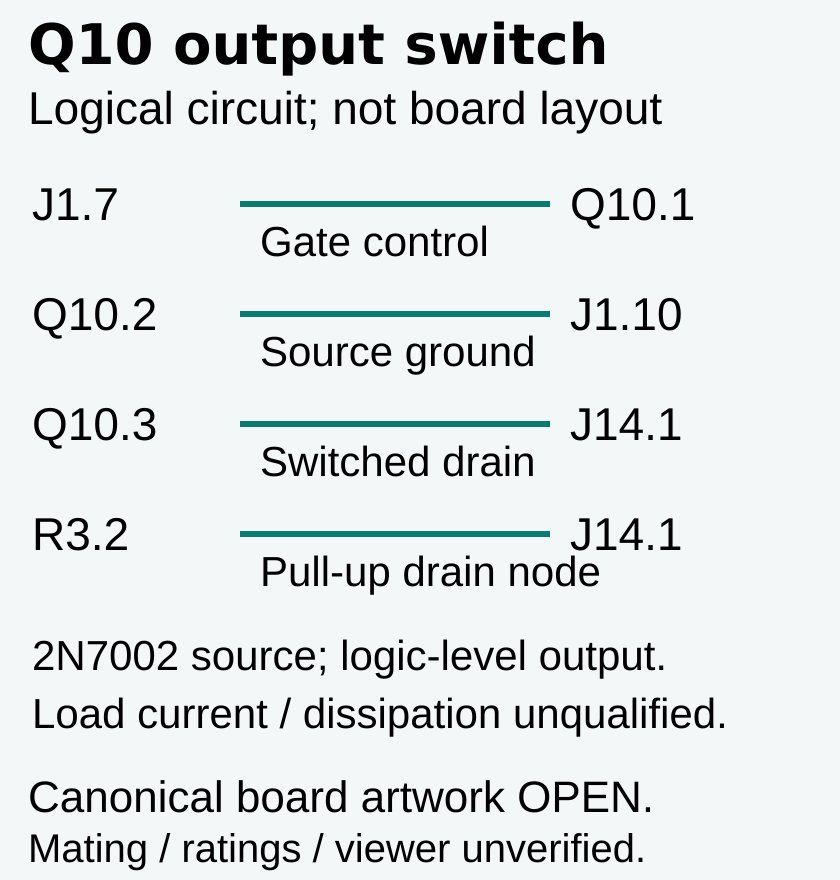 Q10 output switch
Logical circuit; not board layout
J1.7 Q10.1
Gate control
Q10.2 J1.10
Source ground
Q10.3 J14.1
Switched drain
R3.2 J14.1
Pull-up drain node
2N7002 source; logic-level output.
Load current / dissipation unqualified.
Canonical board artwork OPEN.
Mating / ratings / viewer unverified.